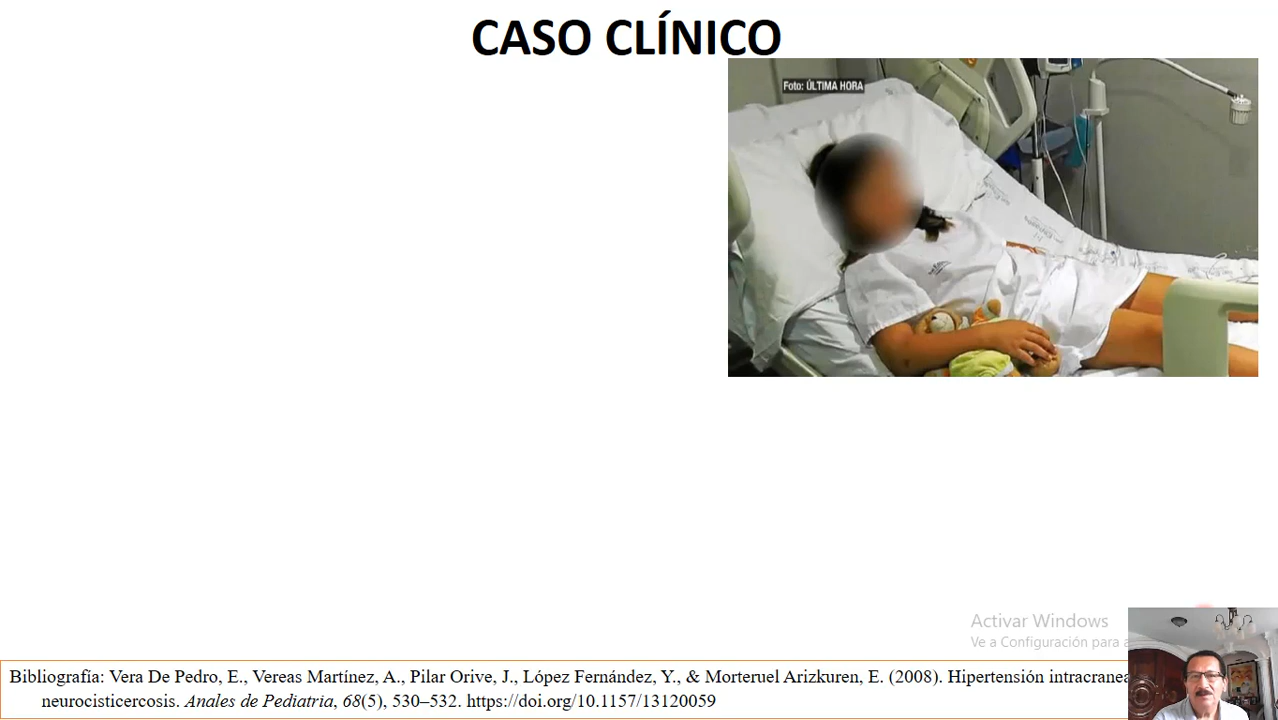 CASO CLÍNICO
Foto: ÚLTIMA HORA
Activar Windows
Ve a Configuración para a
Bibliografía: Vera De Pedro, E., Vereas Martínez, A., Pilar Orive, J., López Fernández, Y., & Morteruel Arizkuren, E. (2008). Hipertensión intracranea
neurocisticercosis. Anales de Pediatria, 68(5), 530–532. https://doi.org/10.1157/13120059